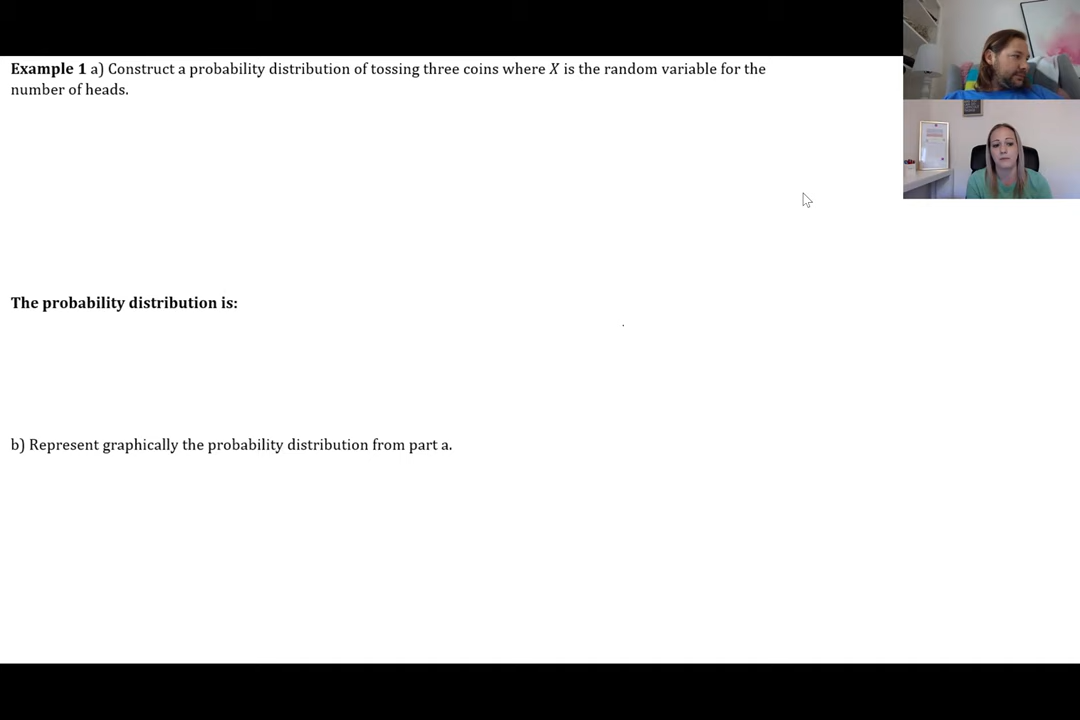 Example 1 a) Construct a probability distribution of tossing three coins where X is the random variable for the
number of heads.
The probability distribution is:
b) Represent graphically the probability distribution from part a.